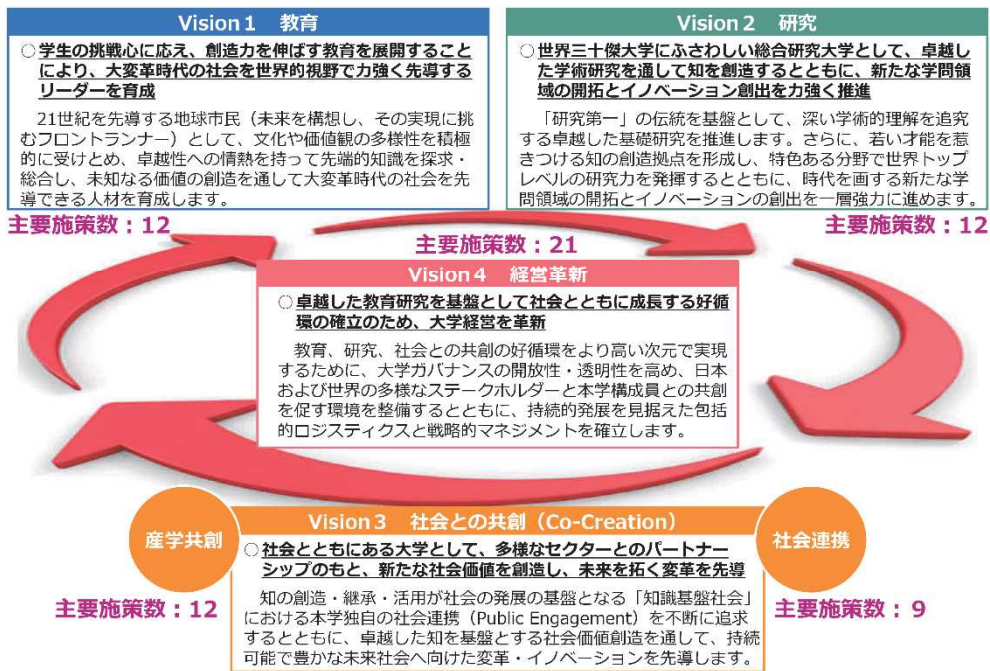 Vision 1　教育
○ 学生の挑戦心に応え、創造力を伸ばす教育を展開すること
により、大変革時代の社会を世界的視野で力強く先導する
リーダーを育成
21世紀を先導する地球市民（未来を構想し、その実現に挑
むフロントランナー）として、文化や価値観の多様性を積極
的に受けとめ、卓越性への情熱を持って先端的知識を探求・
総合し、未知なる価値の創造を通して大変革時代の社会を先
導できる人材を育成します。
主要施策数：12
Vision 2　研究
○ 世界三十傑大学にふさわしい総合研究大学として、卓越し
た学術研究を通して知を創造するとともに、新たな学問領
域の開拓とイノベーション創出を力強く推進
「研究第一」の伝統を基盤として、深い学術的理解を追究す
る卓越した基礎研究を推進します。さらに、若い才能を惹
きつける知の創造拠点を形成し、特色ある分野で世界トップ
レベルの研究力を発揮するとともに、時代を画する新たな学
問領域の開拓とイノベーションの創出を一層強力に進めます。
主要施策数：12
主要施策数：21
Vision 4　経営革新
○ 卓越した教育研究を基盤として社会とともに成長する好循
環の確立のため、大学経営を革新
教育、研究、社会との共創の好循環をより高い次元で実現
するために、大学ガバナンスの開放性・透明性を高め、日本
および世界の多様なステークホルダーと本学構成員との共創
を促す環境を整備するとともに、持続的発展を見据えた包括
的ロジスティクスと戦略的マネジメントを確立します。
産学共創
主要施策数：12
Vision 3　社会との共創（Co-Creation）
○ 社会とともにある大学として、多様なセクターとのパートナー
シップのもと、新たな社会価値を創造し、未来を拓く変革を先導
知の創造・継承・活用が社会の発展の基盤となる「知識基盤社会」
における本学独自の社会連携（Public Engagement）を不断に追求
するとともに、卓越した知を基盤とする社会価値創造を通して、持続
可能で豊かな未来社会へ向けた変革・イノベーションを先導します。
社会連携
主要施策数：9